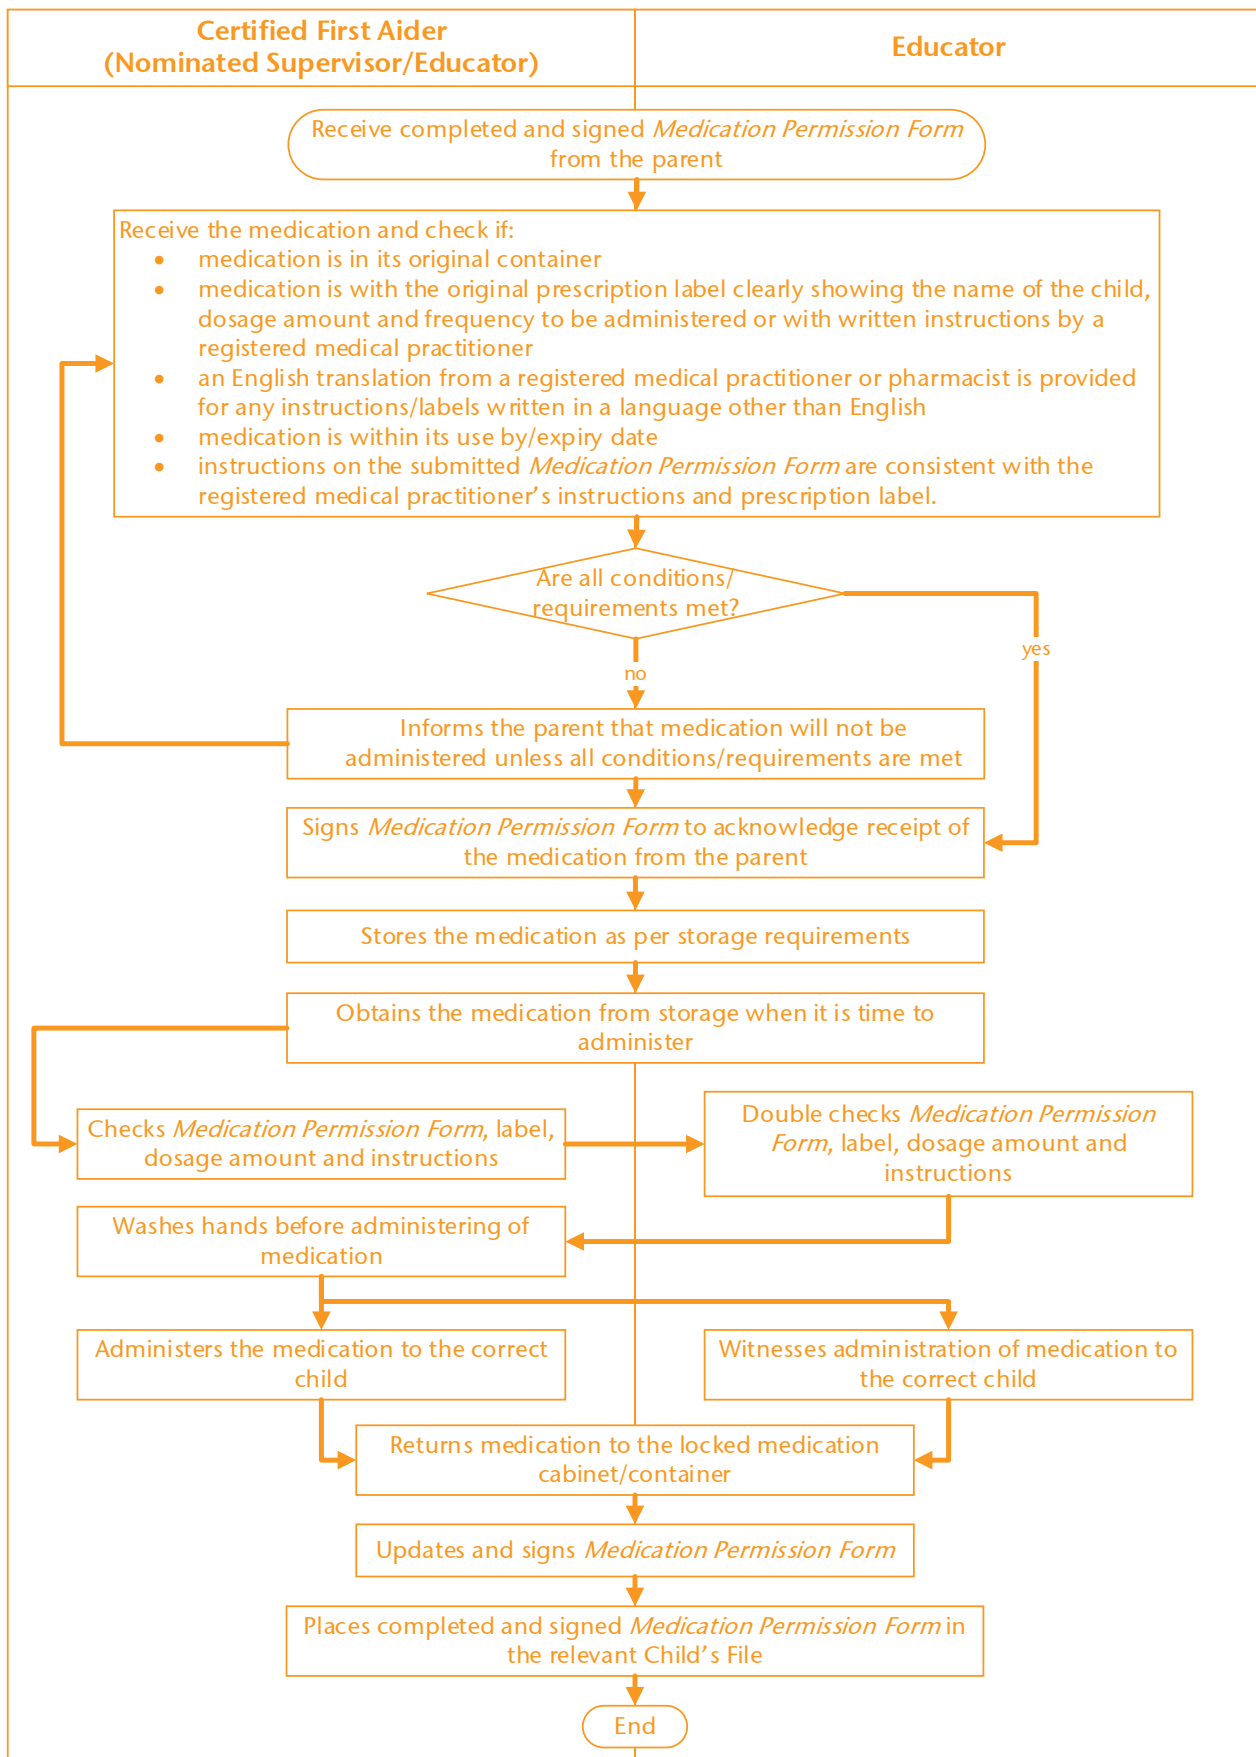 Certified First Aider
(Nominated Supervisor/Educator)
Educator
Receive completed and signed Medication Permission Form
from the parent
Receive the medication and check if:
• medication is in its original container
• medication is with the original prescription label clearly showing the name of the child,
dosage amount and frequency to be administered or with written instructions by a
registered medical practitioner
• an English translation from a registered medical practitioner or pharmacist is provided
for any instructions/labels written in a language other than English
• medication is within its use by/expiry date
• instructions on the submitted Medication Permission Form are consistent with the
registered medical practitioner's instructions and prescription label.
Are all conditions/
requirements met?
yes
no
Informs the parent that medication will not be
administered unless all conditions/requirements are met
Signs Medication Permission Form to acknowledge receipt of
the medication from the parent
Stores the medication as per storage requirements
Obtains the medication from storage when it is time to
administer
Checks Medication Permission Form, label,
dosage amount and instructions
Double checks Medication Permission
Form, label, dosage amount and
instructions
Washes hands before administering of
medication
Administers the medication to the correct
child
Witnesses administration of medication to
the correct child
Returns medication to the locked medication
cabinet/container
Updates and signs Medication Permission Form
Places completed and signed Medication Permission Form in
the relevant Child's File
End